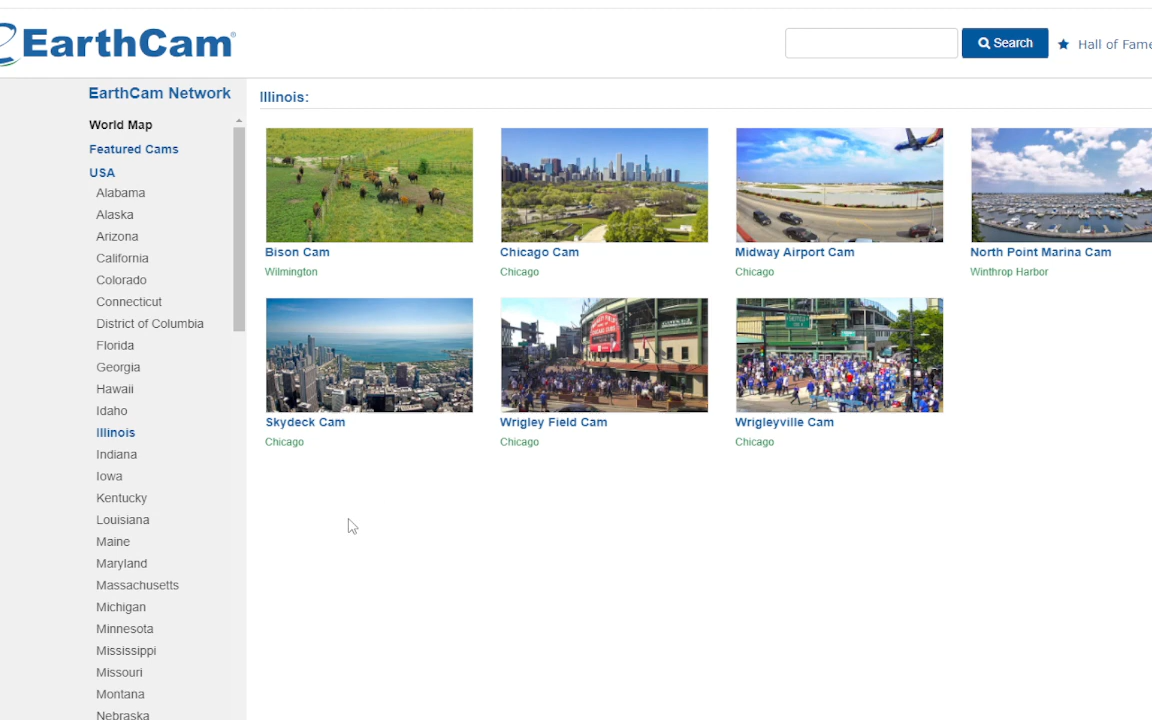 EarthCam®
Search
Hall of Fame
EarthCam Network
World Map
Featured Cams
USA
Alabama
Alaska
Arizona
California
Colorado
Connecticut
District of Columbia
Florida
Georgia
Hawaii
Idaho
Illinois
Indiana
Iowa
Kentucky
Louisiana
Maine
Maryland
Massachusetts
Michigan
Minnesota
Mississippi
Missouri
Montana
Nebraska
Illinois:
Bison Cam
Wilmington
Chicago Cam
Chicago
Midway Airport Cam
Chicago
North Point Marina Cam
Winthrop Harbor
Skydeck Cam
Chicago
Wrigley Field Cam
Chicago
Wrigleyville Cam
Chicago